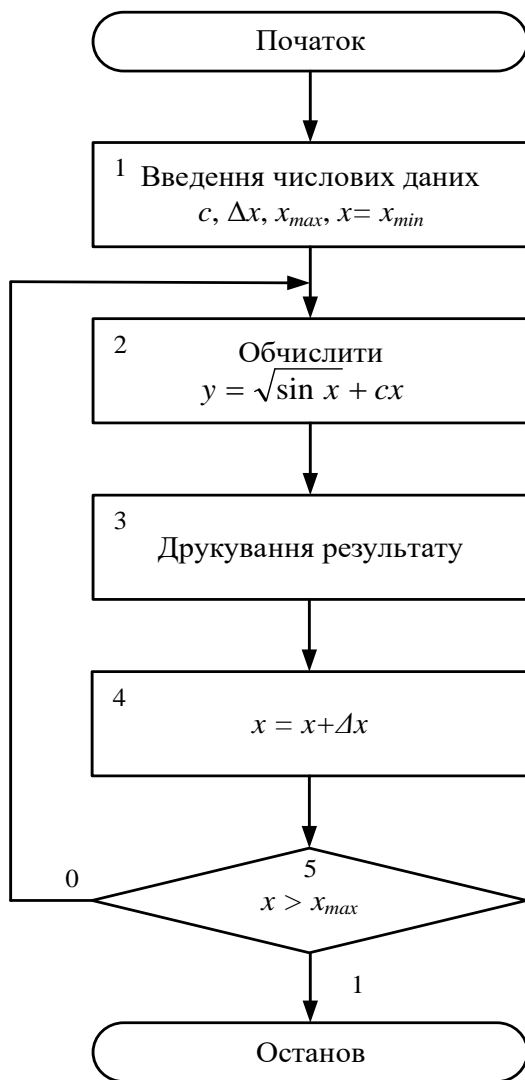 Початок
1
Введення числових даних
c, Δx, x_max, x= x_min
2
Обчислити
y = √sin x + cx
3
Друкування результату
4
x = x+Δx
5
0
x > x_max
1
Останов